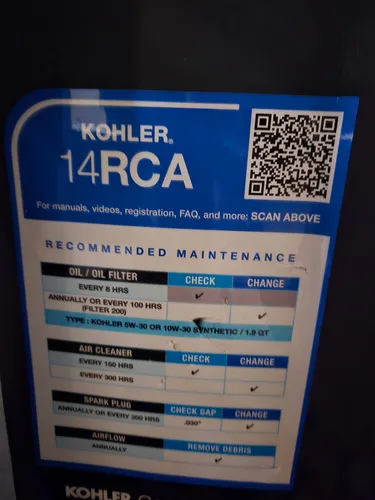 KOHLER®
14RCA
For manuals, videos, registration, FAQ, and more: SCAN ABOVE
RECOMMENDED MAINTENANCE
OIL / OIL FILTER CHECK CHANGE
EVERY 8 HRS ✓
ANNUALLY OR EVERY 100 HRS
(FILTER 200) ✓
TYPE : KOHLER 5W-30 OR 10W-30 SYNTHETIC / 1.9 QT
AIR CLEANER CHECK CHANGE
EVERY 150 HRS ✓
EVERY 300 HRS ✓
SPARK PLUG CHECK GAP CHANGE
ANNUALLY OR EVERY 300 HRS .030" ✓
AIRFLOW REMOVE DEBRIS
ANNUALLY ✓
KOHLER